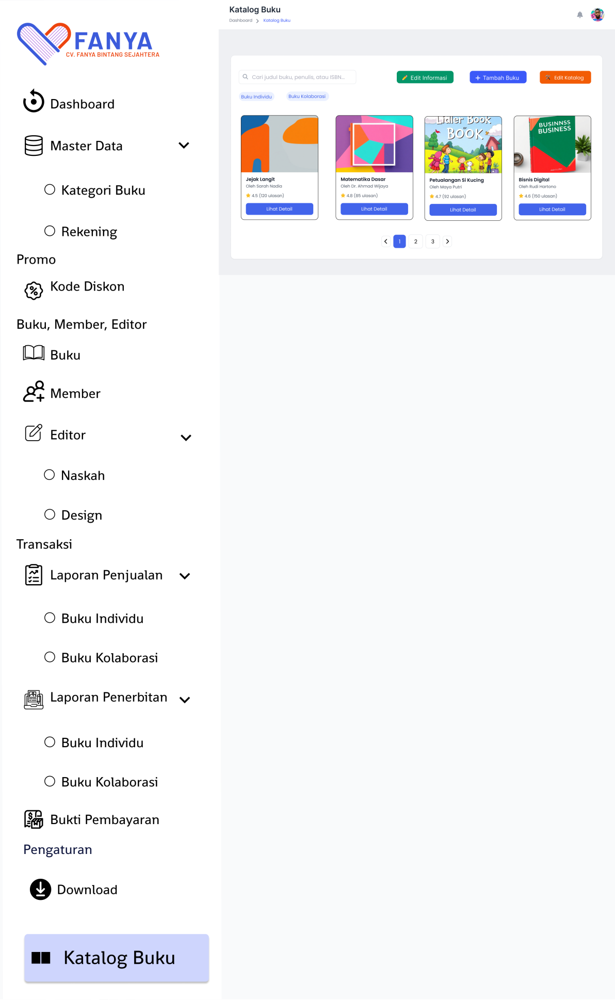 FANYA
CV. FANYA BINTANG SEJAHTERA
Dashboard
Master Data
Kategori Buku
Rekening
Promo
Kode Diskon
Buku, Member, Editor
Buku
Member
Editor
Naskah
Design
Transaksi
Laporan Penjualan
Buku Individu
Buku Kolaborasi
Laporan Penerbitan
Buku Individu
Buku Kolaborasi
Bukti Pembayaran
Pengaturan
Download
Katalog Buku
Katalog Buku
Dashboard > Katalog Buku
Cari judul buku, penulis, atau ISBN...
Edit Informasi
+ Tambah Buku
Edit Katalog
Buku Individu
Buku Kolaborasi
Jejak Langit
Oleh Sarah Nadia
4.5 (120 ulasan)
Lihat Detail
Matematika Dasar
Oleh Dr. Ahmad Wijaya
4.8 (85 ulasan)
Lihat Detail
Lidler Book
or
BOOK
Petualangan Si Kucing
Oleh Maya Putri
4.7 (92 ulasan)
Lihat Detail
BUSINNSS
BUSINESS
Bisnis Digital
Oleh Rudi Hartono
4.6 (150 ulasan)
Lihat Detail
1 2 3